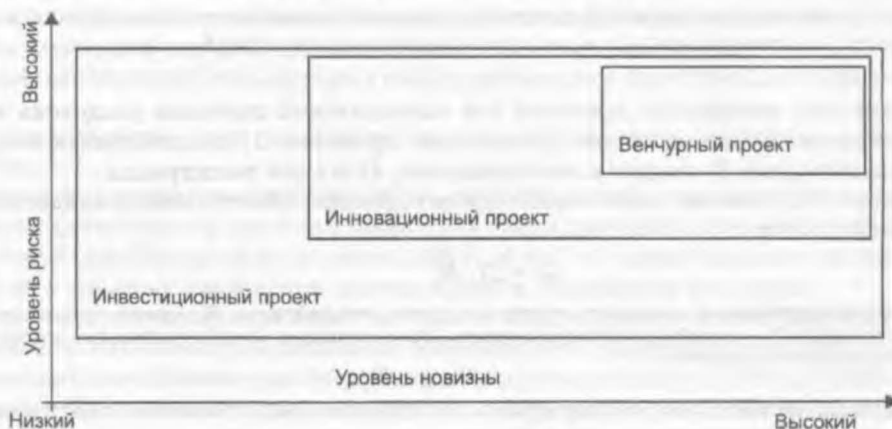 Высокий
Венчурный проект
Инновационный проект
Уровень риска
Инвестиционный проект
Уровень новизны
Низкий
Высокий